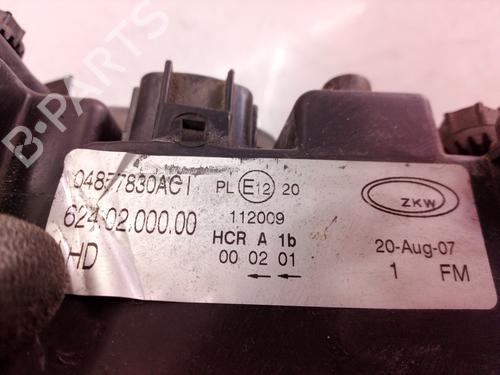 B-PARTS
04877830AG I
PL E12 20
ZKW
624.02.000.00
112009
HD
HCR A 1b
20-Aug-07
00 02 01
1 FM